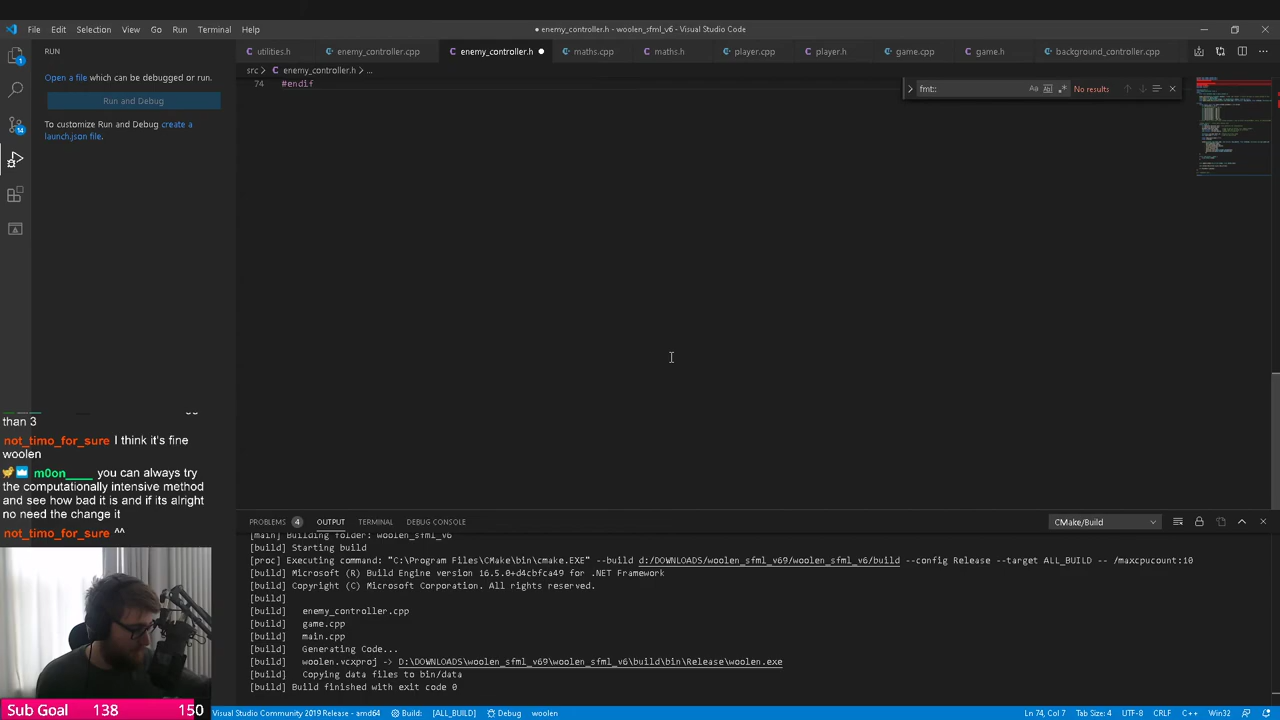 File Edit Selection View Go Run Terminal Help
enemy_controller.h - woolen_sfml_v6 - Visual Studio Code
RUN
utilities.h enemy_controller.cpp enemy_controller.h maths.cpp maths.h player.cpp player.h game.cpp game.h background_controller.cpp
src > enemy_controller.h > ...
74 #endif
fmt::
No results
Open a file which can be debugged or run.
Run and Debug
To customize Run and Debug create a
launch.json file.
1
14
than 3
not_timo_for_sure I think it's fine
woolen
m0on____ you can always try
the computationally intensive method
and see how bad it is and if its alright
no need the change it
not_timo_for_sure ^^
PROBLEMS 4 OUTPUT TERMINAL DEBUG CONSOLE
CMake/Build
[main] Building folder: woolen_sfml_v6
[build] Starting build
[proc] Executing command: "C:\Program Files\CMake\bin\cmake.EXE" --build d:/DOWNLOADS/woolen_sfml_v69/woolen_sfml_v6/build --config Release --target ALL_BUILD -- /maxcpucount:10
[build] Microsoft (R) Build Engine version 16.5.0+d4cbfca49 for .NET Framework
[build] Copyright (C) Microsoft Corporation. All rights reserved.
[build]
[build] enemy_controller.cpp
[build] game.cpp
[build] main.cpp
[build] Generating Code...
[build] woolen.vcxproj -> D:\DOWNLOADS\woolen_sfml_v69\woolen_sfml_v6\build\bin\Release\woolen.exe
[build] Copying data files to bin/data
[build] Build finished with exit code 0
Sub Goal 138 150
Visual Studio Community 2019 Release - amd64 Build: [ALL_BUILD] Debug woolen
Ln 74, Col 7 Tab Size: 4 UTF-8 CRLF C++ Win32